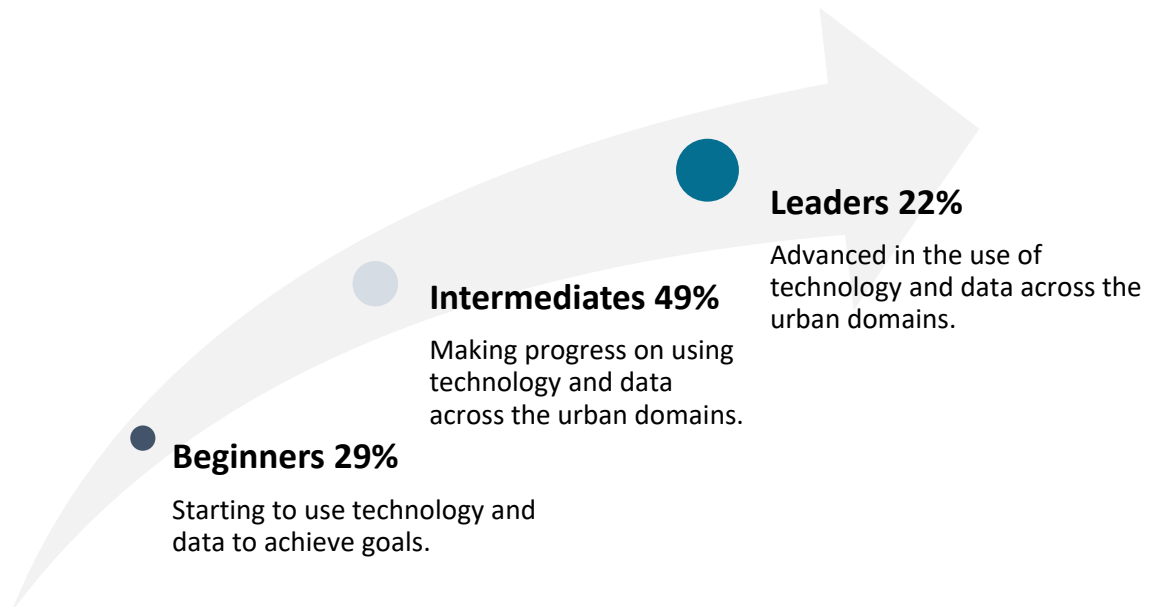 Leaders 22%
Advanced in the use of
technology and data across the
urban domains.
Intermediates 49%
Making progress on using
technology and data
across the urban domains.
Beginners 29%
Starting to use technology and
data to achieve goals.